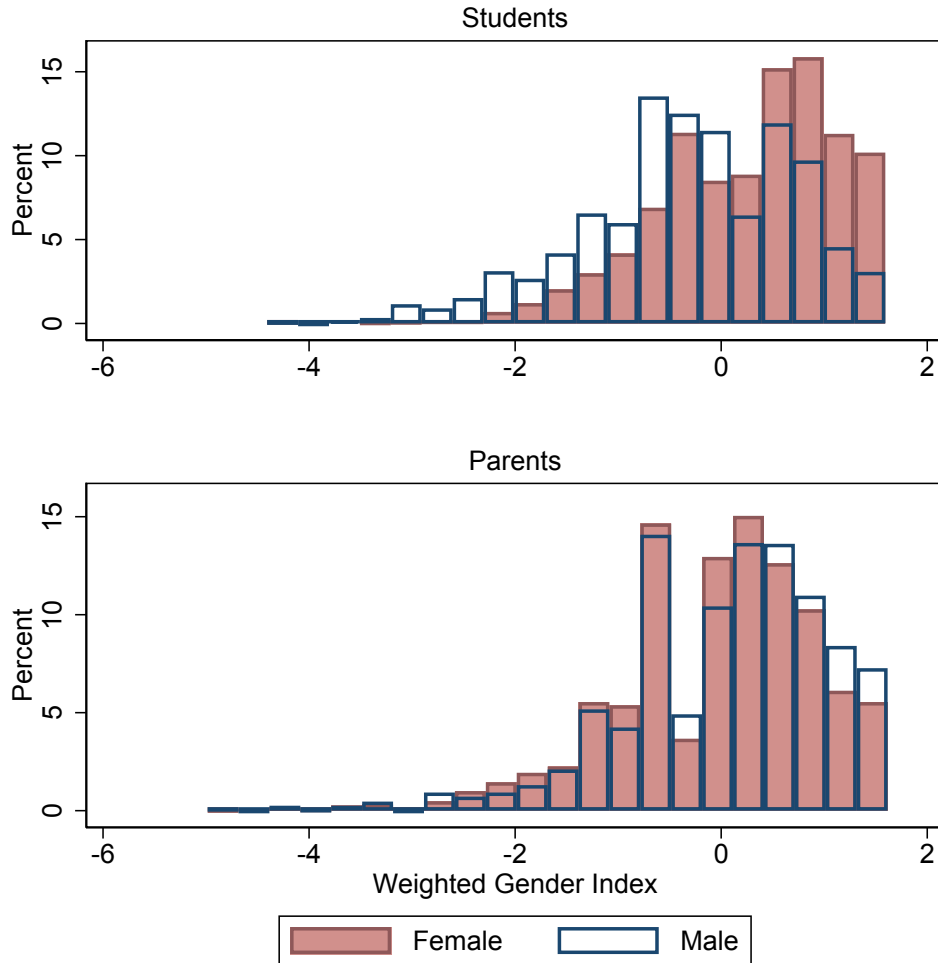 Students
Percent
15
10
5
0
-6 -4 -2 0 2
Parents
Percent
15
10
5
0
-6 -4 -2 0 2
Weighted Gender Index
Female Male